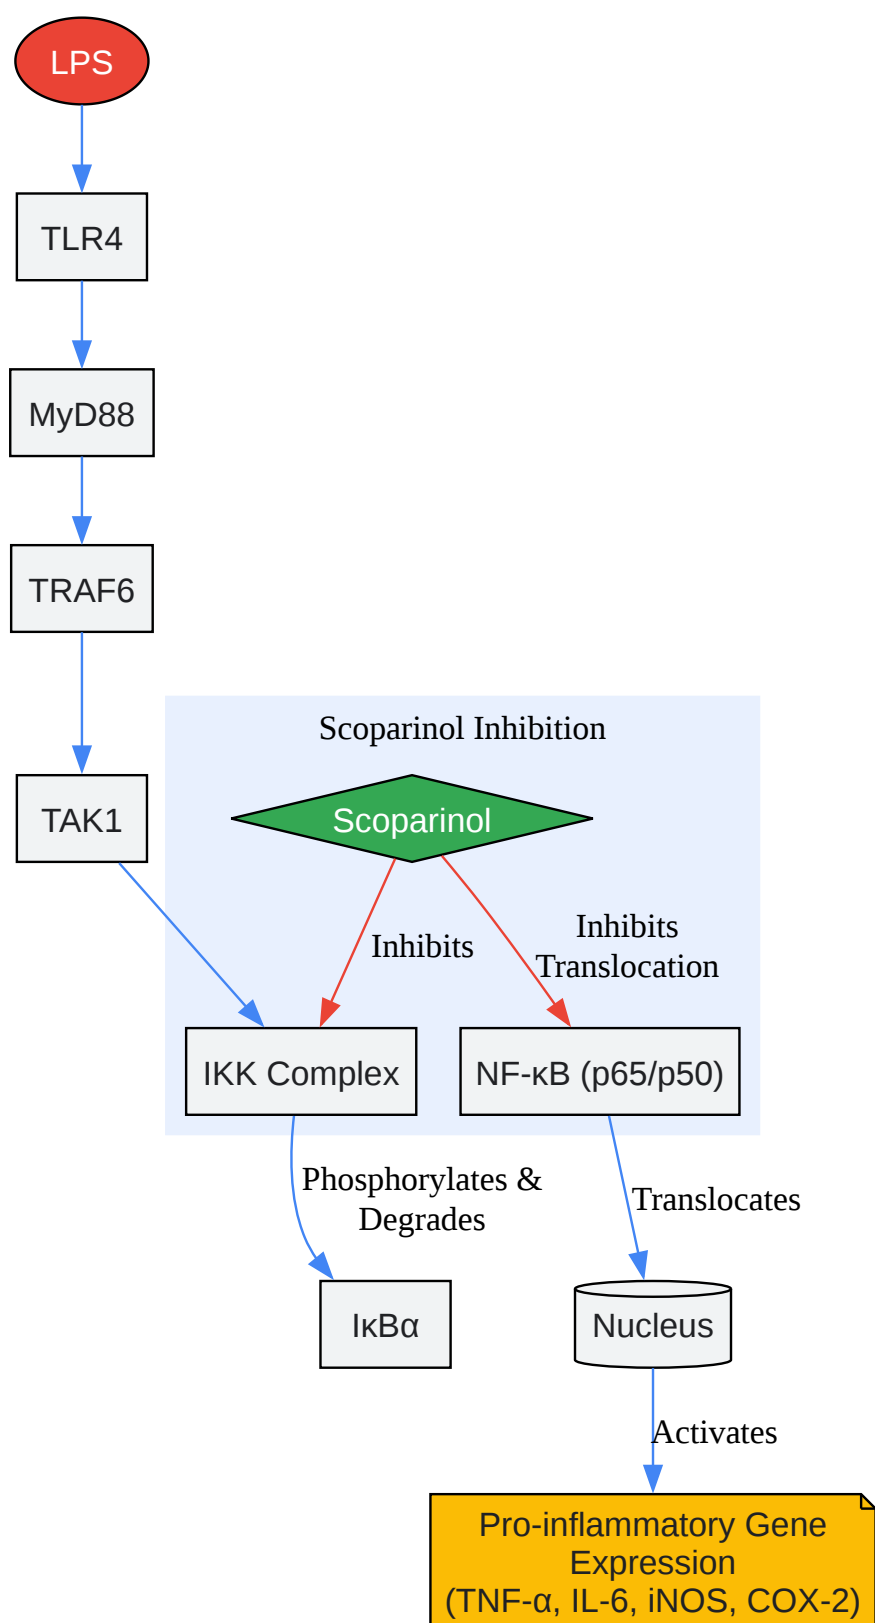 LPS
TLR4
MyD88
TRAF6
Scoparinol Inhibition
TAK1
Scoparinol
Inhibits
Inhibits
Translocation
IKK Complex
NF-κB (p65/p50)
Phosphorylates &
Degrades
Translocates
IκBα
Nucleus
Activates
Pro-inflammatory Gene
Expression
(TNF-α, IL-6, iNOS, COX-2)